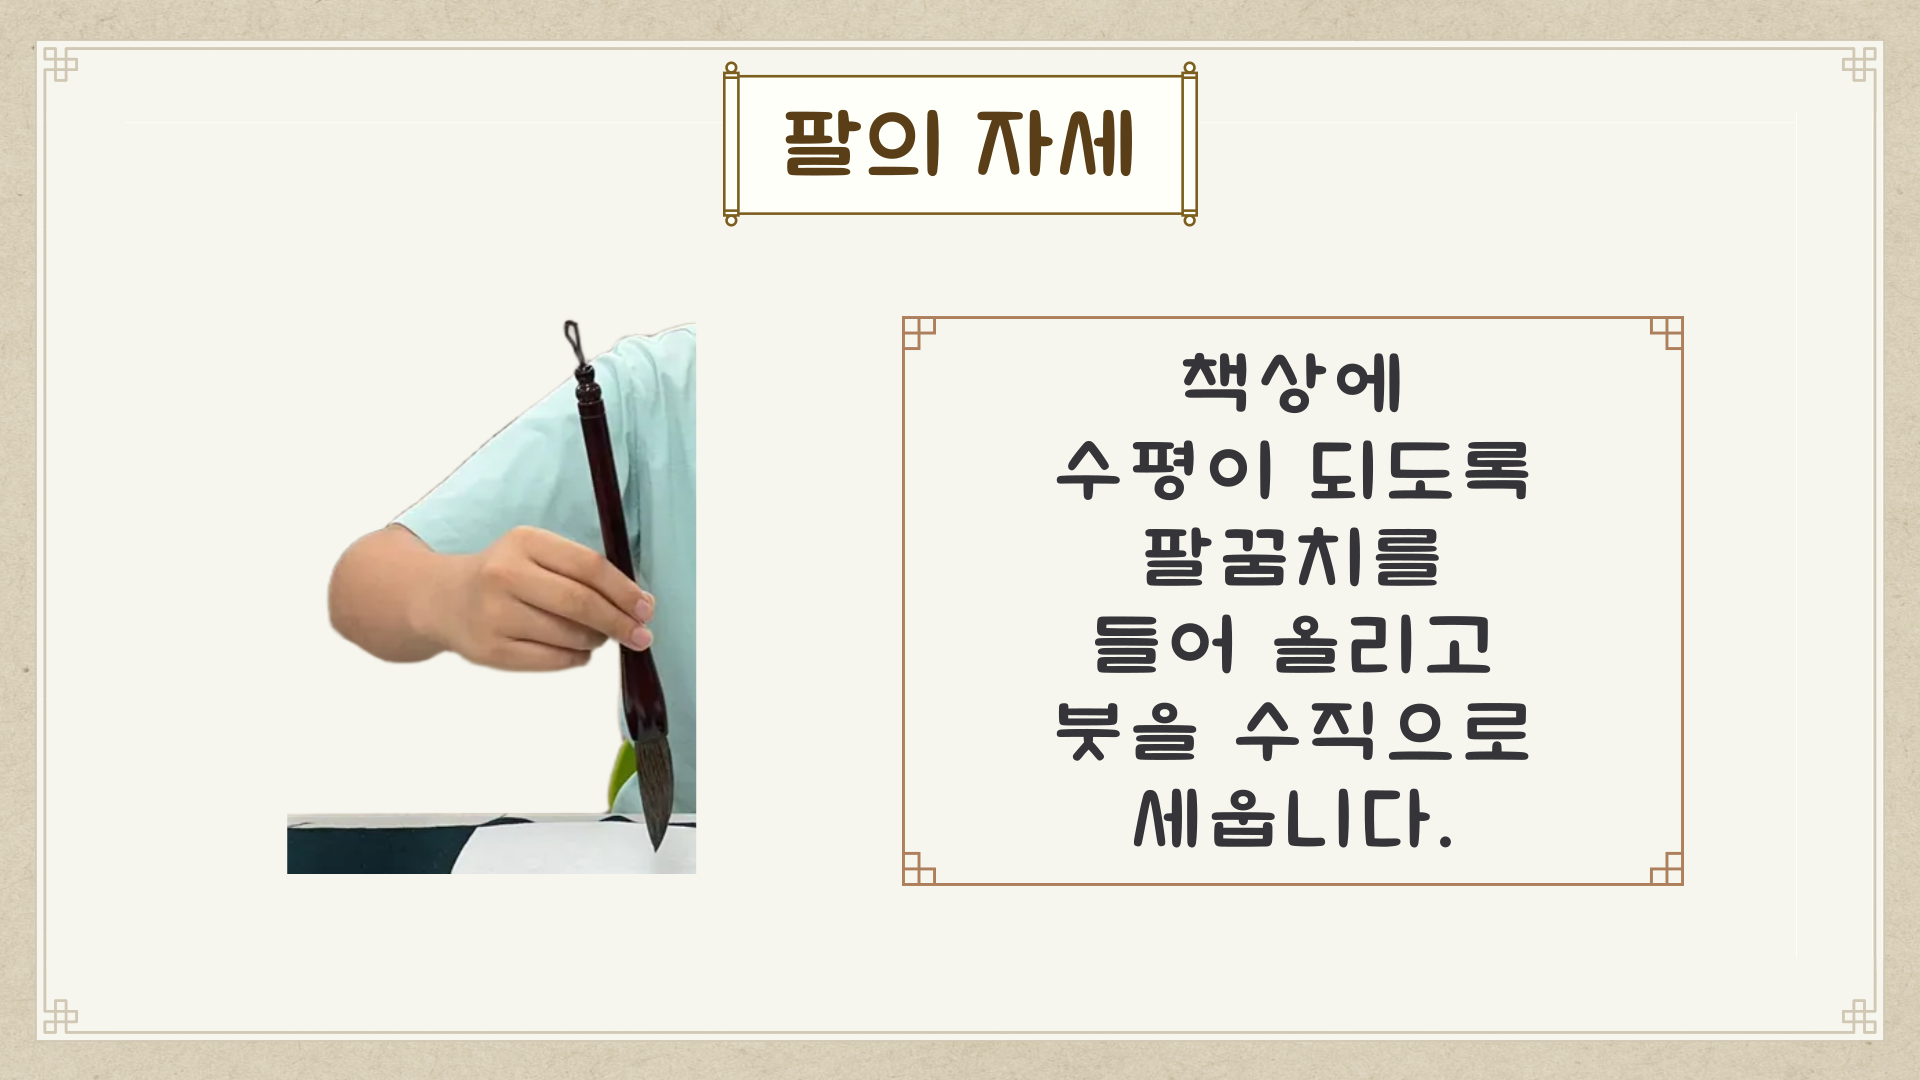 팔의 자세
책상에
수평이 되도록
팔꿈치를
들어 올리고
붓을 수직으로
세웁니다.